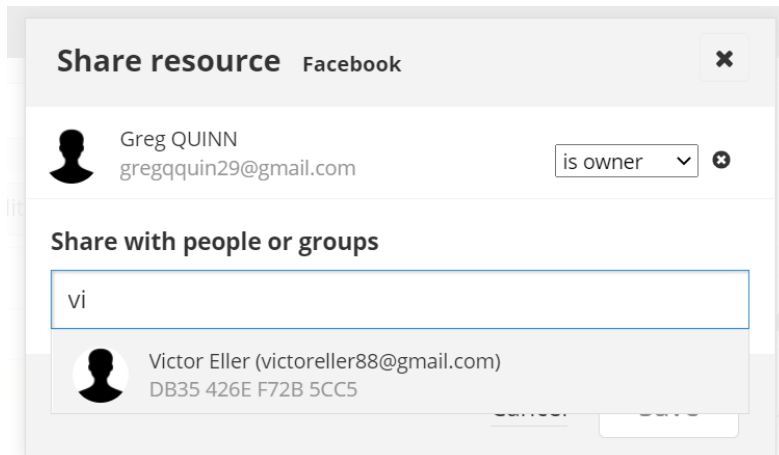 Share resource Facebook
Greg QUINN
gregqquin29@gmail.com
is owner
Share with people or groups
vi
Victor Eller (victoreller88@gmail.com)
DB35 426E F72B 5CC5